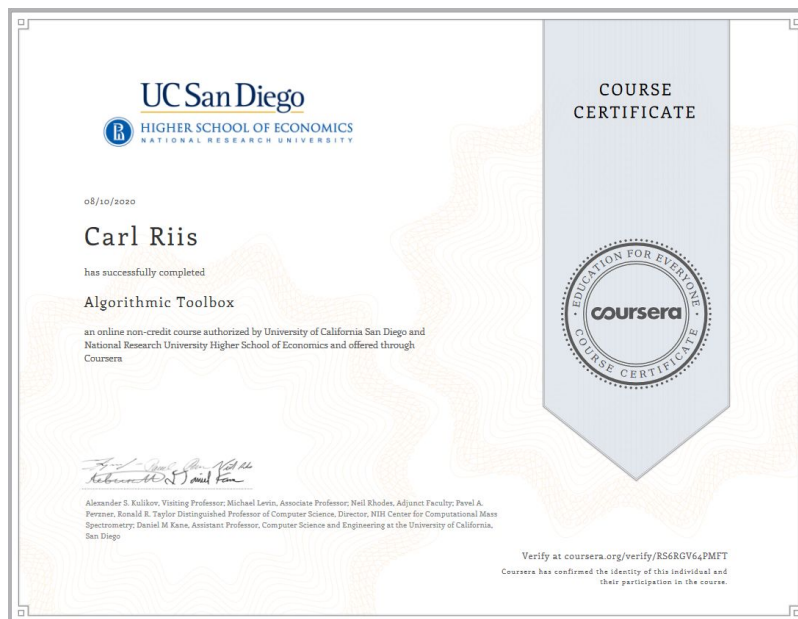 UC San Diego
HIGHER SCHOOL OF ECONOMICS
NATIONAL RESEARCH UNIVERSITY
08/10/2020
Carl Riis
has successfully completed
Algorithmic Toolbox
an online non-credit course authorized by University of California San Diego and
National Research University Higher School of Economics and offered through
Coursera
Alexander S. Kulikov, Visiting Professor; Michael Levin, Associate Professor; Neil Rhodes, Adjunct Faculty; Pavel A.
Pevzner, Ronald R. Taylor Distinguished Professor of Computer Science, Director, NIH Center for Computational Mass
Spectrometry; Daniel M Kane, Assistant Professor, Computer Science and Engineering at the University of California,
San Diego
COURSE
CERTIFICATE
EDUCATION FOR EVERYONE
coursera
COURSE CERTIFICATE
Verify at coursera.org/verify/RS6RGV64PMFT
Coursera has confirmed the identity of this individual and
their participation in the course.